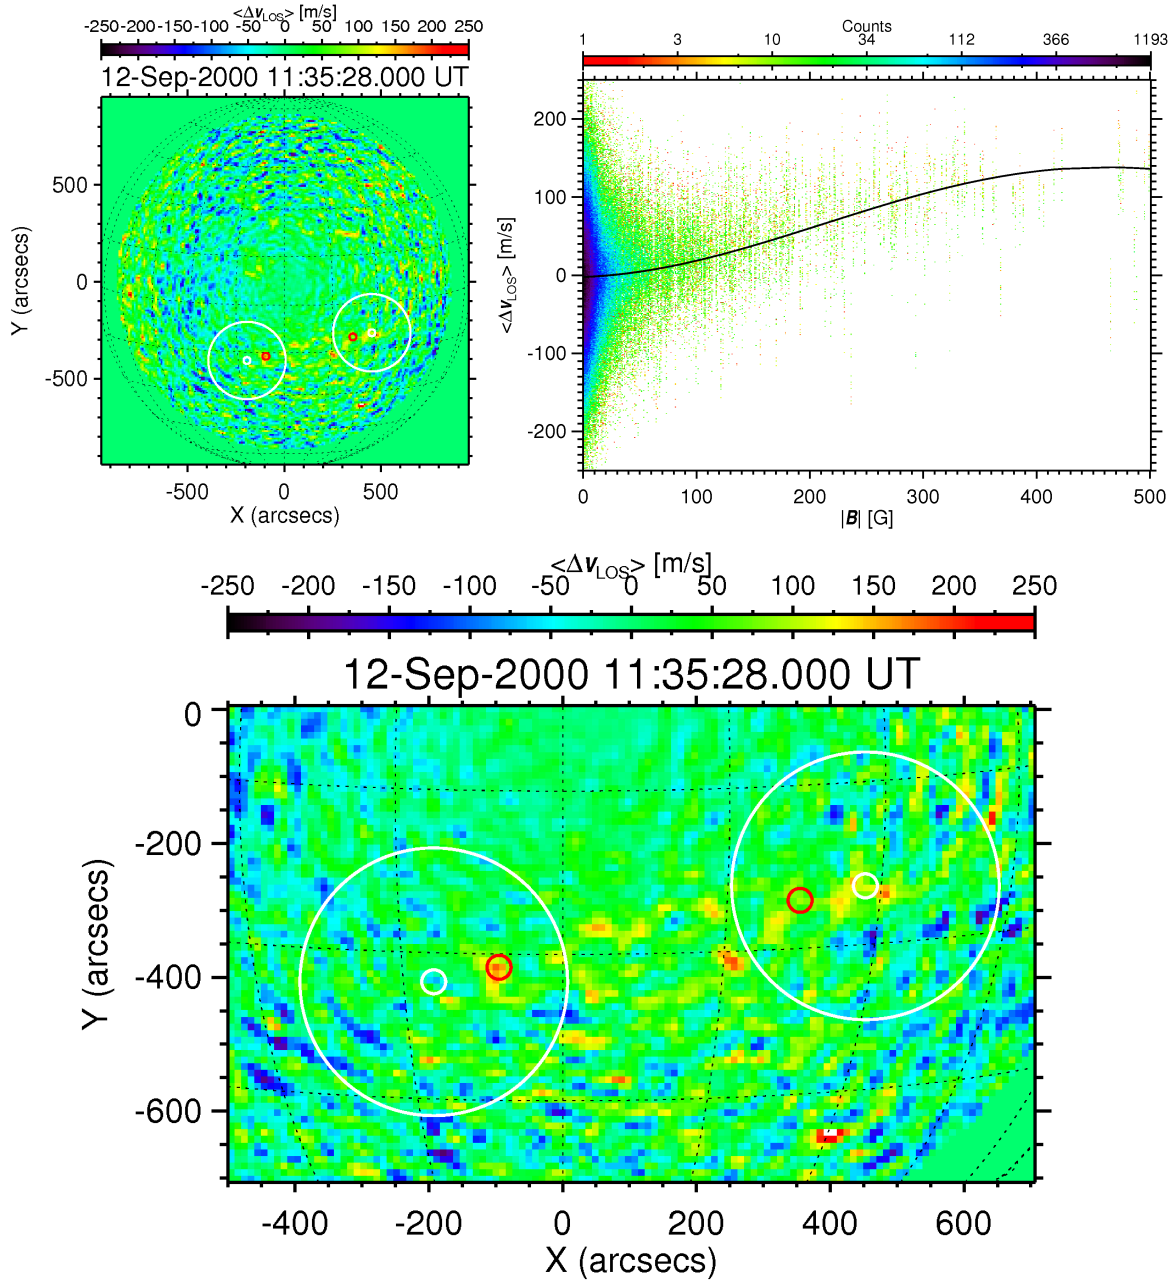 <Δv_LOS> [m/s]
-250 -200 -150 -100 -50 0 50 100 150 200 250
12-Sep-2000 11:35:28.000 UT
500
0
-500
Y (arcsecs)
-500 0 500
X (arcsecs)
Counts
1 3 10 34 112 366 1193
200
100
0
-100
-200
<Δv_LOS> [m/s]
0 100 200 300 400 500
|B| [G]
<Δv_LOS> [m/s]
-250 -200 -150 -100 -50 0 50 100 150 200 250
12-Sep-2000 11:35:28.000 UT
0
-200
-400
-600
Y (arcsecs)
-400 -200 0 200 400 600
X (arcsecs)